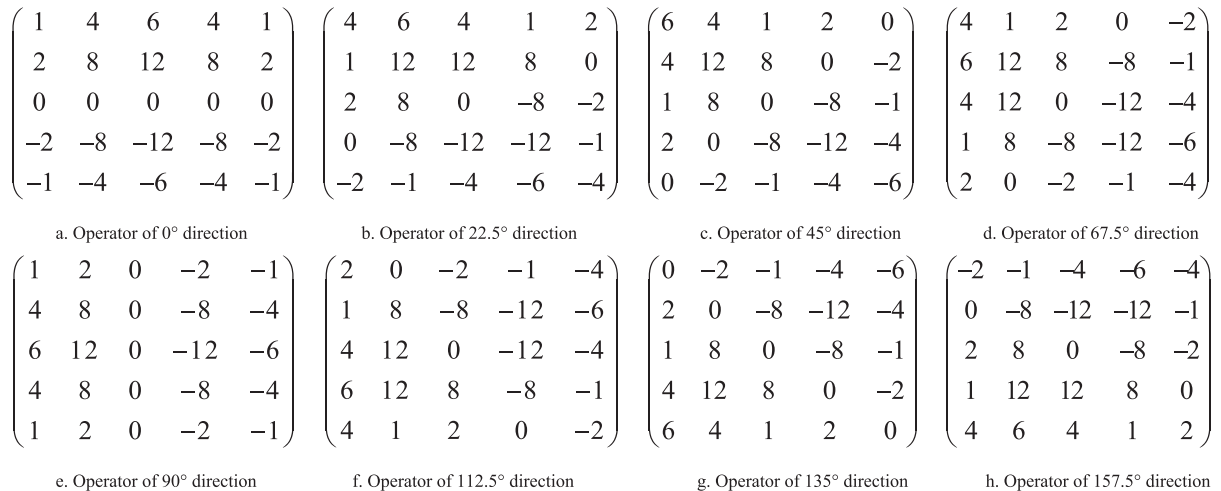 1 4 6 4 1 4 6 4 1 2 6 4 1 2 0 4 1 2 0 −2
2 8 12 8 2 1 12 12 8 0 4 12 8 0 −2 6 12 8 −8 −1
0 0 0 0 0 2 8 0 −8 −2 1 8 0 −8 −1 4 12 0 −12 −4
−2 −8 −12 −8 −2 0 −8 −12 −12 −1 2 0 −8 −12 −4 1 8 −8 −12 −6
−1 −4 −6 −4 −1 −2 −1 −4 −6 −4 0 −2 −1 −4 −6 2 0 −2 −1 −4
a. Operator of 0° direction b. Operator of 22.5° direction c. Operator of 45° direction d. Operator of 67.5° direction
1 2 0 −2 −1 2 0 −2 −1 −4 0 −2 −1 −4 −6 −2 −1 −4 −6 −4
4 8 0 −8 −4 1 8 −8 −12 −6 2 0 −8 −12 −4 0 −8 −12 −12 −1
6 12 0 −12 −6 4 12 0 −12 −4 1 8 0 −8 −1 2 8 0 −8 −2
4 8 0 −8 −4 6 12 8 −8 −1 4 12 8 0 −2 1 12 12 8 0
1 2 0 −2 −1 4 1 2 0 −2 6 4 1 2 0 4 6 4 1 2
e. Operator of 90° direction f. Operator of 112.5° direction g. Operator of 135° direction h. Operator of 157.5° direction